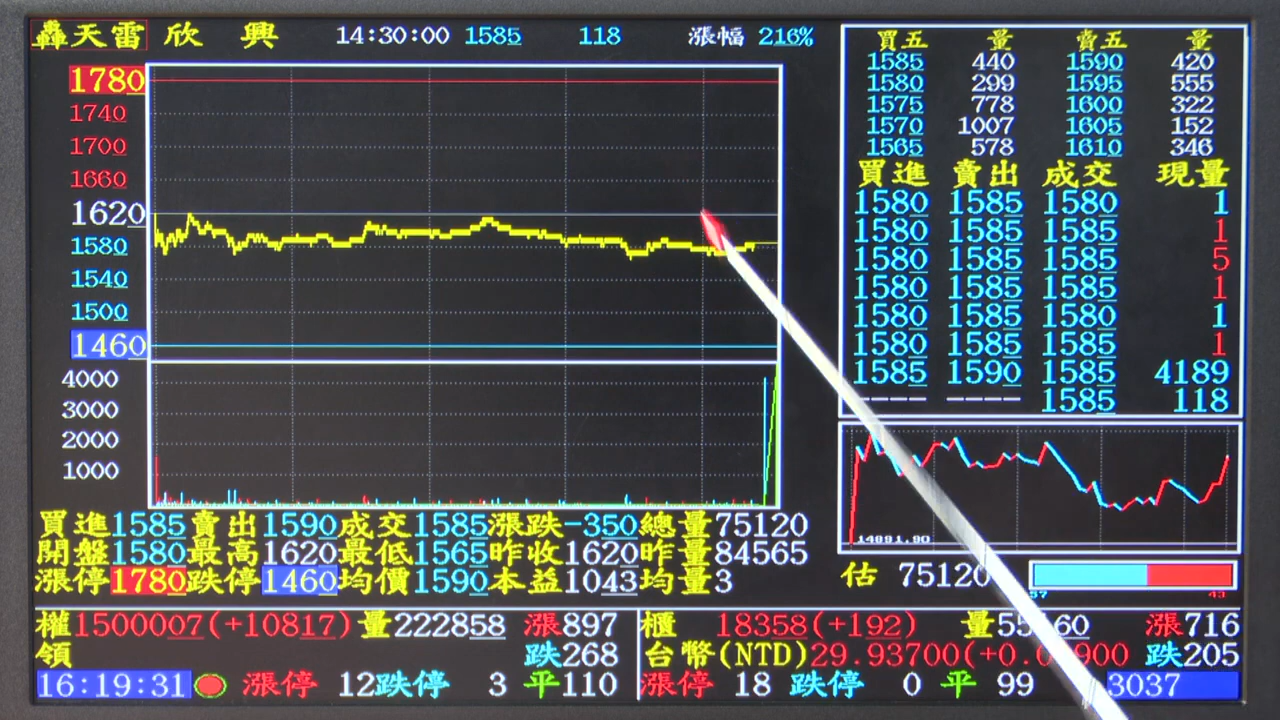 轟天雷 欣 興 14:30:00 1585 118 漲幅 216%
1780
1740
1700
1660
1620
1580
1540
1500
1460
4000
3000
2000
1000
買五 量 賣五 量
1585 440 1590 420
1580 299 1595 555
1575 778 1600 322
1570 1007 1605 152
1565 578 1610 346
買進 賣出 成交 現量
1580 1585 1580 1
1580 1585 1585 1
1580 1585 1585 5
1580 1585 1585 1
1580 1585 1580 1
1580 1585 1585 1
1585 1590 1585 4189
---- ---- 1585 118
14891.90
買進1585賣出1590成交1585漲跌-350總量75120
開盤1580最高1620最低1565昨收1620昨量84565
漲停1780跌停1460均價1590本益1043均量3
估 75120
57 43
權1500007(+10817)量222858 漲897
領 跌268
16:19:31 漲停 12跌停 3 平110
櫃 18358(+192) 量 60 漲716
台幣(NTD)29.93700(+0. 900 跌205
漲停 18 跌停 0 平 99 3037